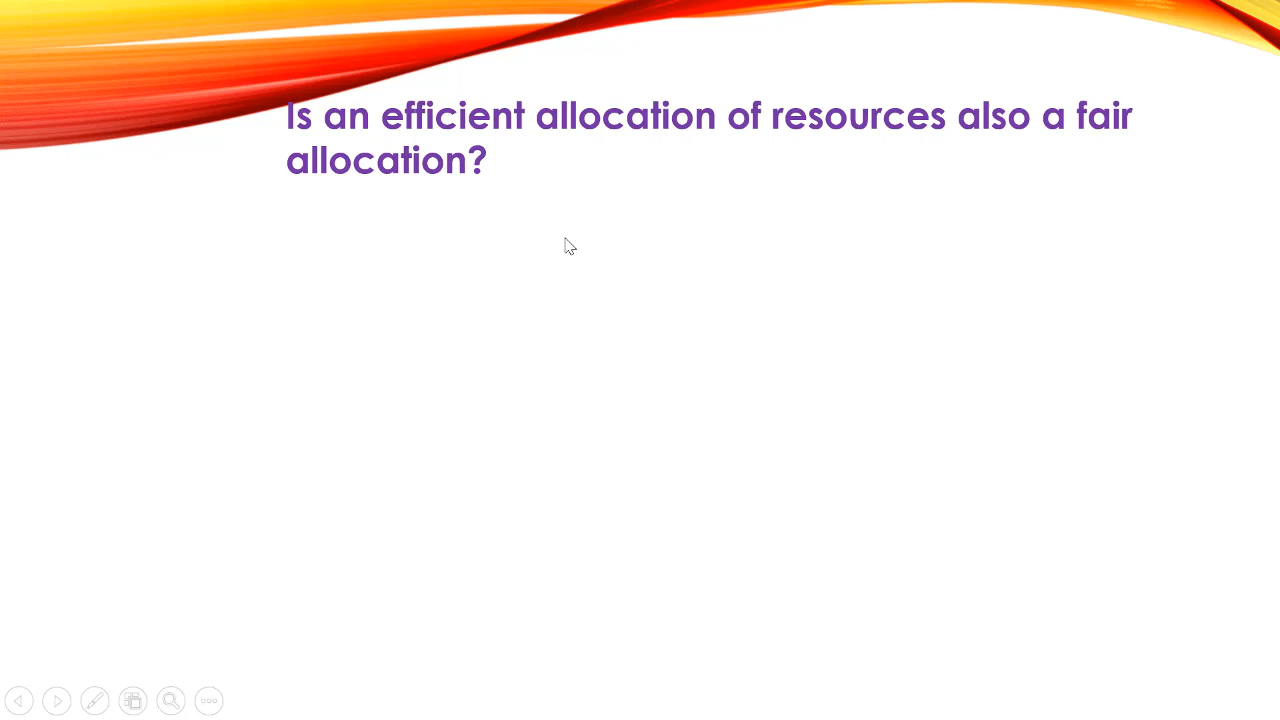 Is an efficient allocation of resources also a fair
allocation?